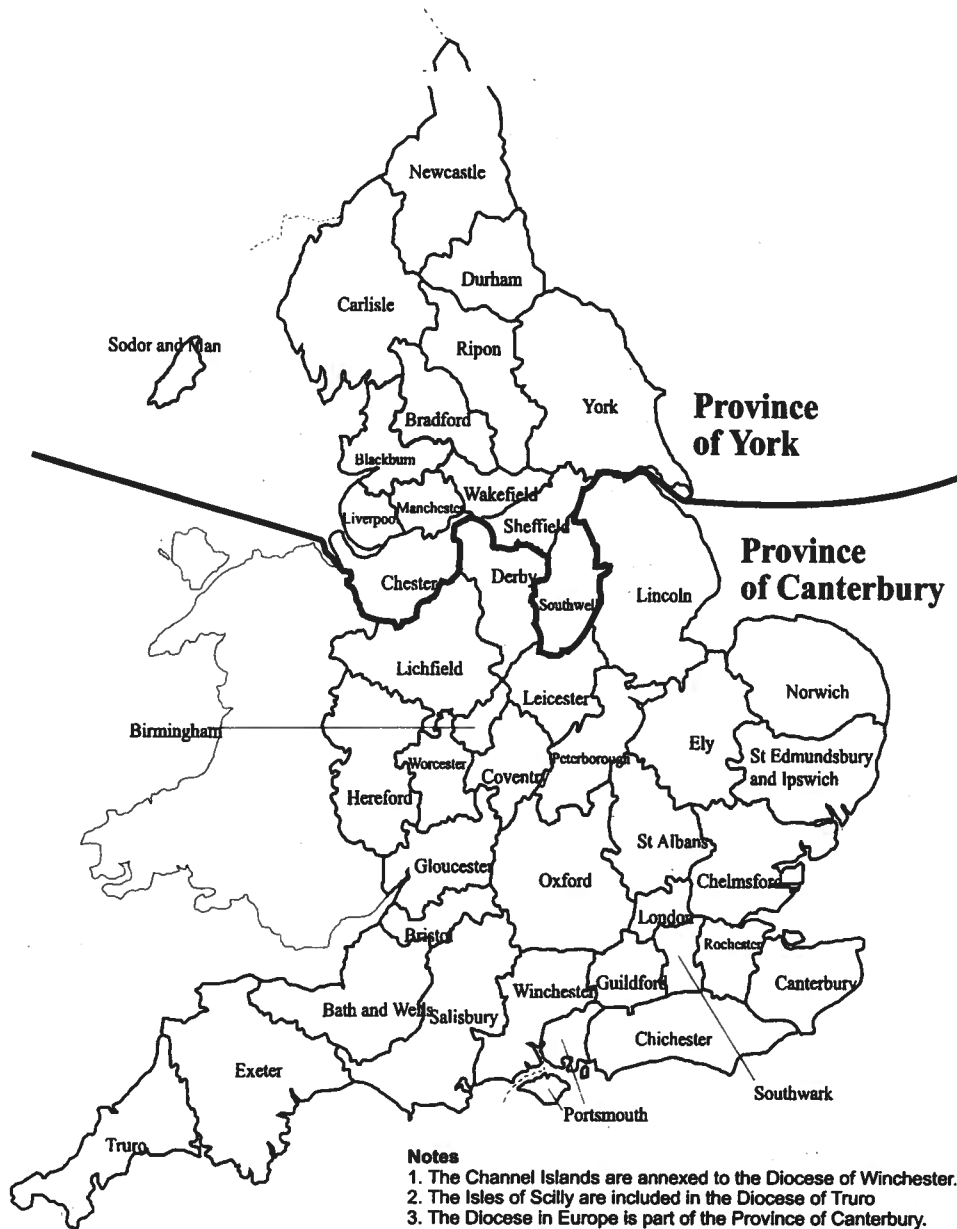 Newcastle
Durham
Carlisle
Sodor and Man
Ripon
York
Province
of York
Bradford
Blackburn
Wakefield
Manchester
Liverpool
Sheffield
Province
of Canterbury
Chester
Derby
Southwell
Lincoln
Lichfield
Norwich
Leicester
Birmingham
Ely
St Edmundsbury
and Ipswich
Worcester
Peterborough
Coventry
Hereford
St Albans
Gloucester
Oxford
Chelmsford
London
Bristol
Rochester
Winchester
Guildford
Canterbury
Bath and Wells
Salisbury
Chichester
Exeter
Southwark
Portsmouth
Truro
Notes
1. The Channel Islands are annexed to the Diocese of Winchester.
2. The Isles of Scilly are included in the Diocese of Truro
3. The Diocese in Europe is part of the Province of Canterbury.